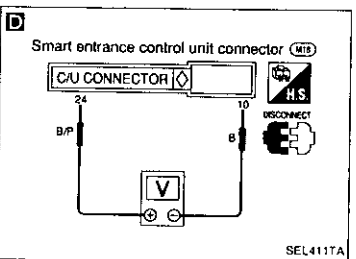 D
Smart entrance control unit connector (M18)
C/U CONNECTOR
H.S.
24
10
DISCONNECT
B/P
B
V
⊕ ⊖
SEL411TA